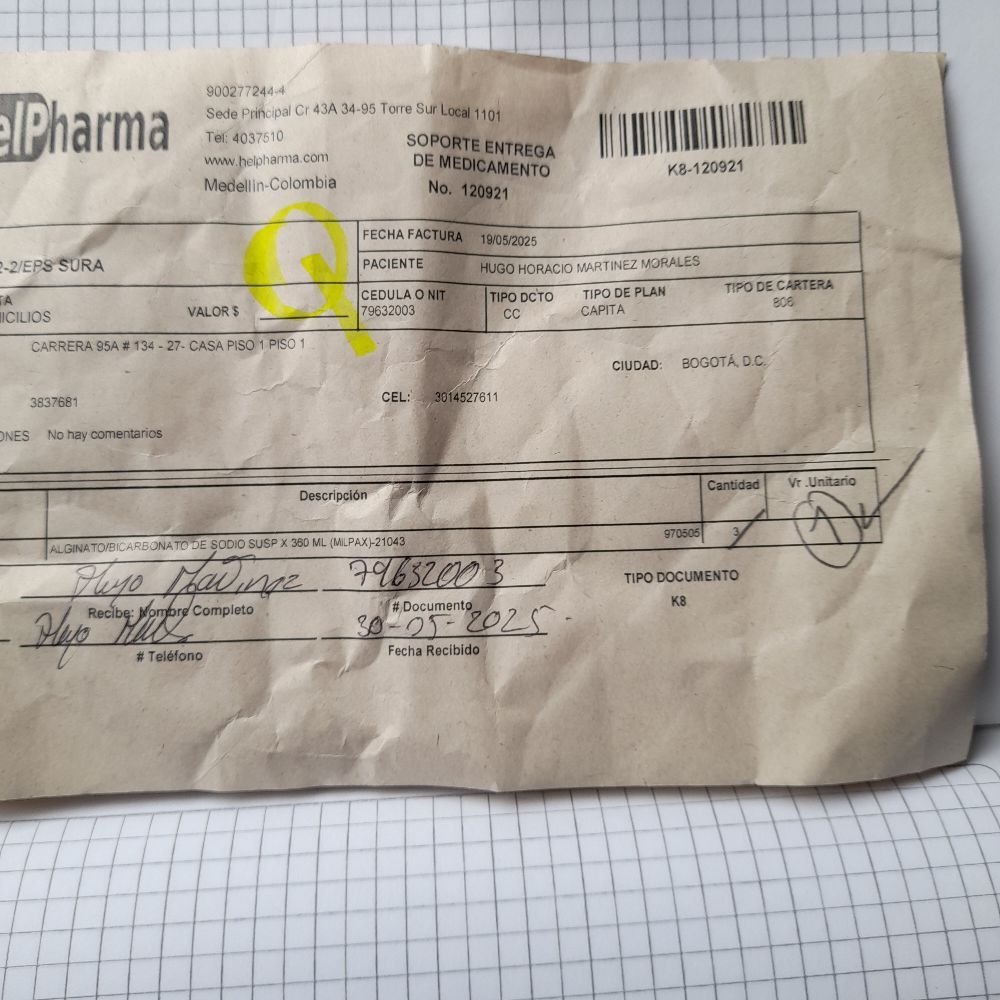 elPharma
900277244-4
Sede Principal Cr 43A 34-95 Torre Sur Local 1101
Tel: 4037510
www.helpharma.com
Medellin-Colombia
SOPORTE ENTREGA
DE MEDICAMENTO
No. 120921
K8-120921
Q
2-2/EPS SURA
FECHA FACTURA 19/05/2025
PACIENTE HUGO HORACIO MARTINEZ MORALES
TA
ICILIOS
VALOR $
CEDULA O NIT
79632003
TIPO DCTO
CC
TIPO DE PLAN
CAPITA
TIPO DE CARTERA
806
CARRERA 95A # 134 - 27- CASA PISO 1 PISO 1
CIUDAD: BOGOTÁ, D.C.
3837681
CEL: 3014527611
ONES No hay comentarios
Descripción Cantidad Vr .Unitario
ALGINATO/BICARBONATO DE SODIO SUSP X 360 ML (MILPAX)-21043 970505 3 1
79632003
Recibe: Nombre Completo # Documento
30-05-2025
# Teléfono Fecha Recibido
TIPO DOCUMENTO
K8